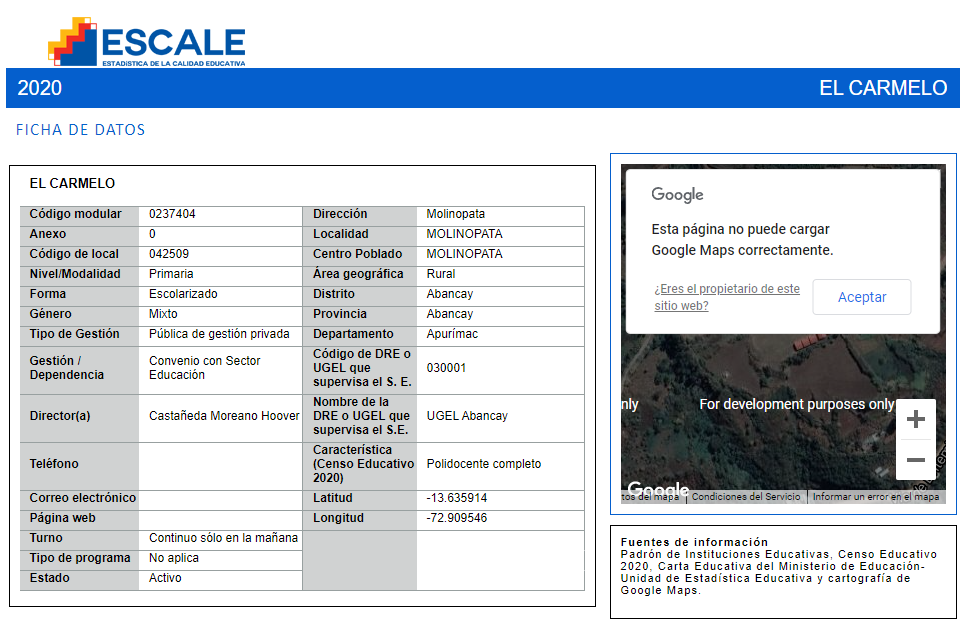 ESCALE
ESTADÍSTICA DE LA CALIDAD EDUCATIVA
2020 EL CARMELO
FICHA DE DATOS
EL CARMELO
Código modular 0237404 Dirección Molinopata
Anexo 0 Localidad MOLINOPATA
Código de local 042509 Centro Poblado MOLINOPATA
Nivel/Modalidad Primaria Área geográfica Rural
Forma Escolarizado Distrito Abancay
Género Mixto Provincia Abancay
Tipo de Gestión Pública de gestión privada Departamento Apurímac
Gestión /
Dependencia
Convenio con Sector
Educación
Código de DRE o
UGEL que
supervisa el S. E.
030001
Director(a) Castañeda Moreano Hoover
Nombre de la
DRE o UGEL que
supervisa el S.E.
UGEL Abancay
Teléfono
Característica
(Censo Educativo
2020)
Polidocente completo
Correo electrónico Latitud -13.635914
Página web Longitud -72.909546
Turno Continuo sólo en la mañana
Tipo de programa No aplica
Estado Activo
Google
Esta página no puede cargar
Google Maps correctamente.
¿Eres el propietario de este
sitio web?
Aceptar
nly For development purposes only
+
−
Google
tos del mapa Condiciones del Servicio Informar un error en el mapa
Fuentes de información
Padrón de Instituciones Educativas, Censo Educativo
2020, Carta Educativa del Ministerio de Educación-
Unidad de Estadística Educativa y cartografía de
Google Maps.